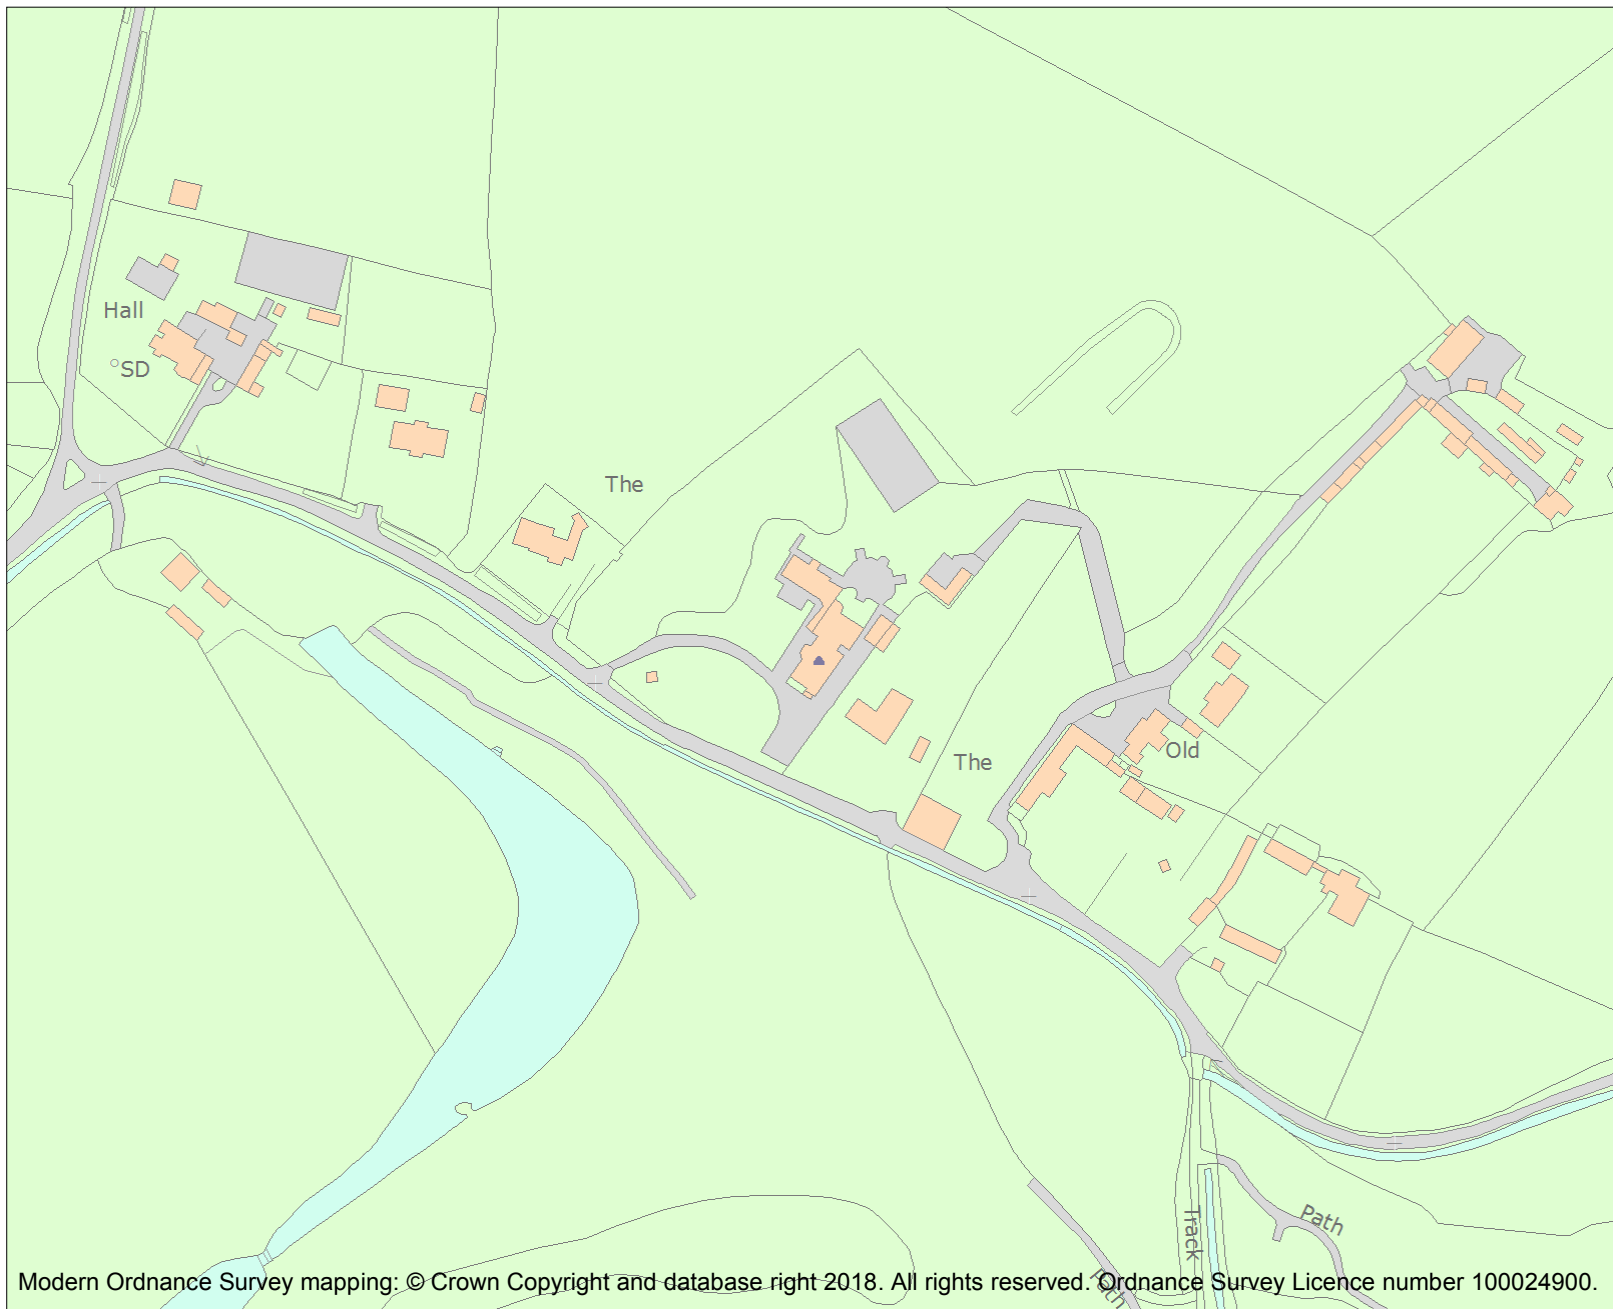 Hall
SD
The
The
Old
Path
Track
Path
Modern Ordnance Survey mapping: © Crown Copyright and database right 2018. All rights reserved. Ordnance Survey Licence number 100024900.